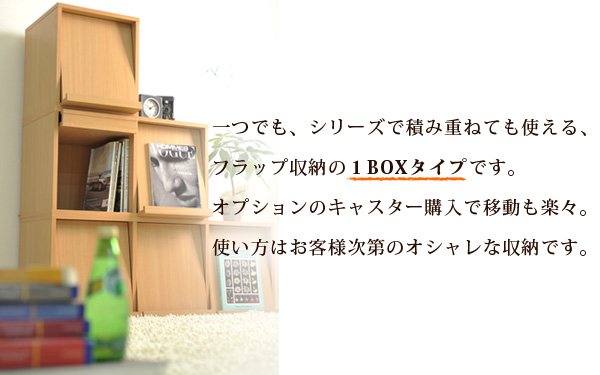 一つでも、シリーズで積み重ねても使える、
フラップ収納の１BOXタイプです。
オプションのキャスター購入で移動も楽々。
使い方はお客様次第のオシャレな収納です。
HOMMES
VOGUE